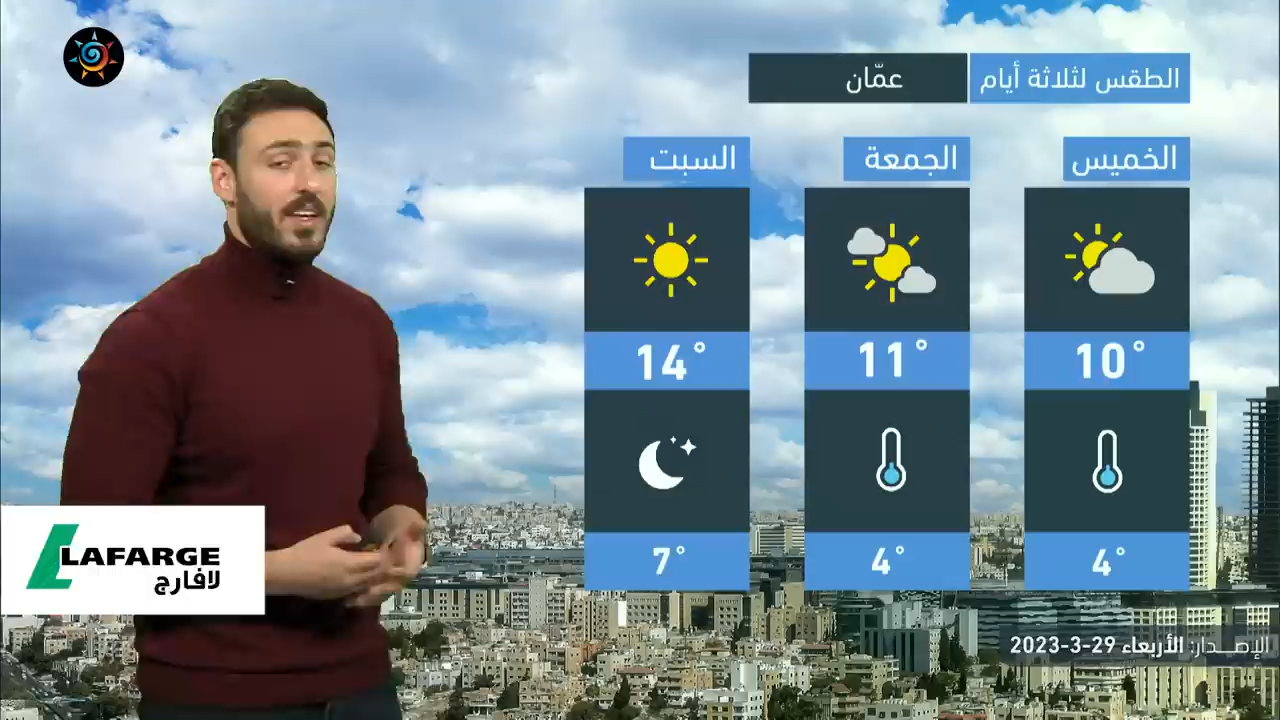 الطقس لثلاثة أيام
عمّان
الخميس
الجمعة
السبت
10°
11°
14°
4°
4°
7°
LAFARGE
لافارج
الإصـدار: الأربعاء 29-3-2023